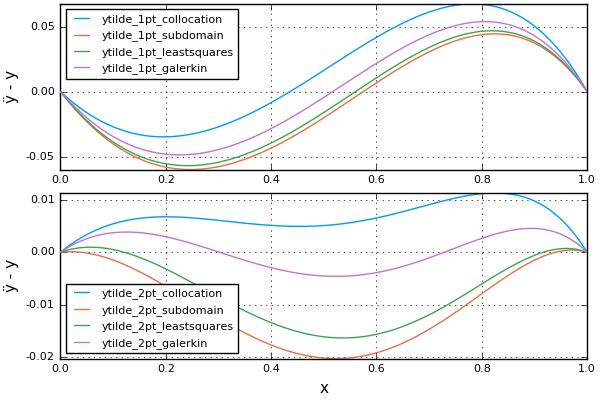 ytilde_1pt_collocation
ytilde_1pt_subdomain
ytilde_1pt_leastsquares
ytilde_1pt_galerkin
0.05
0.00
-0.05
ỹ - y
0.0 0.2 0.4 0.6 0.8 1.0
0.01
0.00
-0.01
-0.02
ỹ - y
ytilde_2pt_collocation
ytilde_2pt_subdomain
ytilde_2pt_leastsquares
ytilde_2pt_galerkin
0.0 0.2 0.4 0.6 0.8 1.0
x